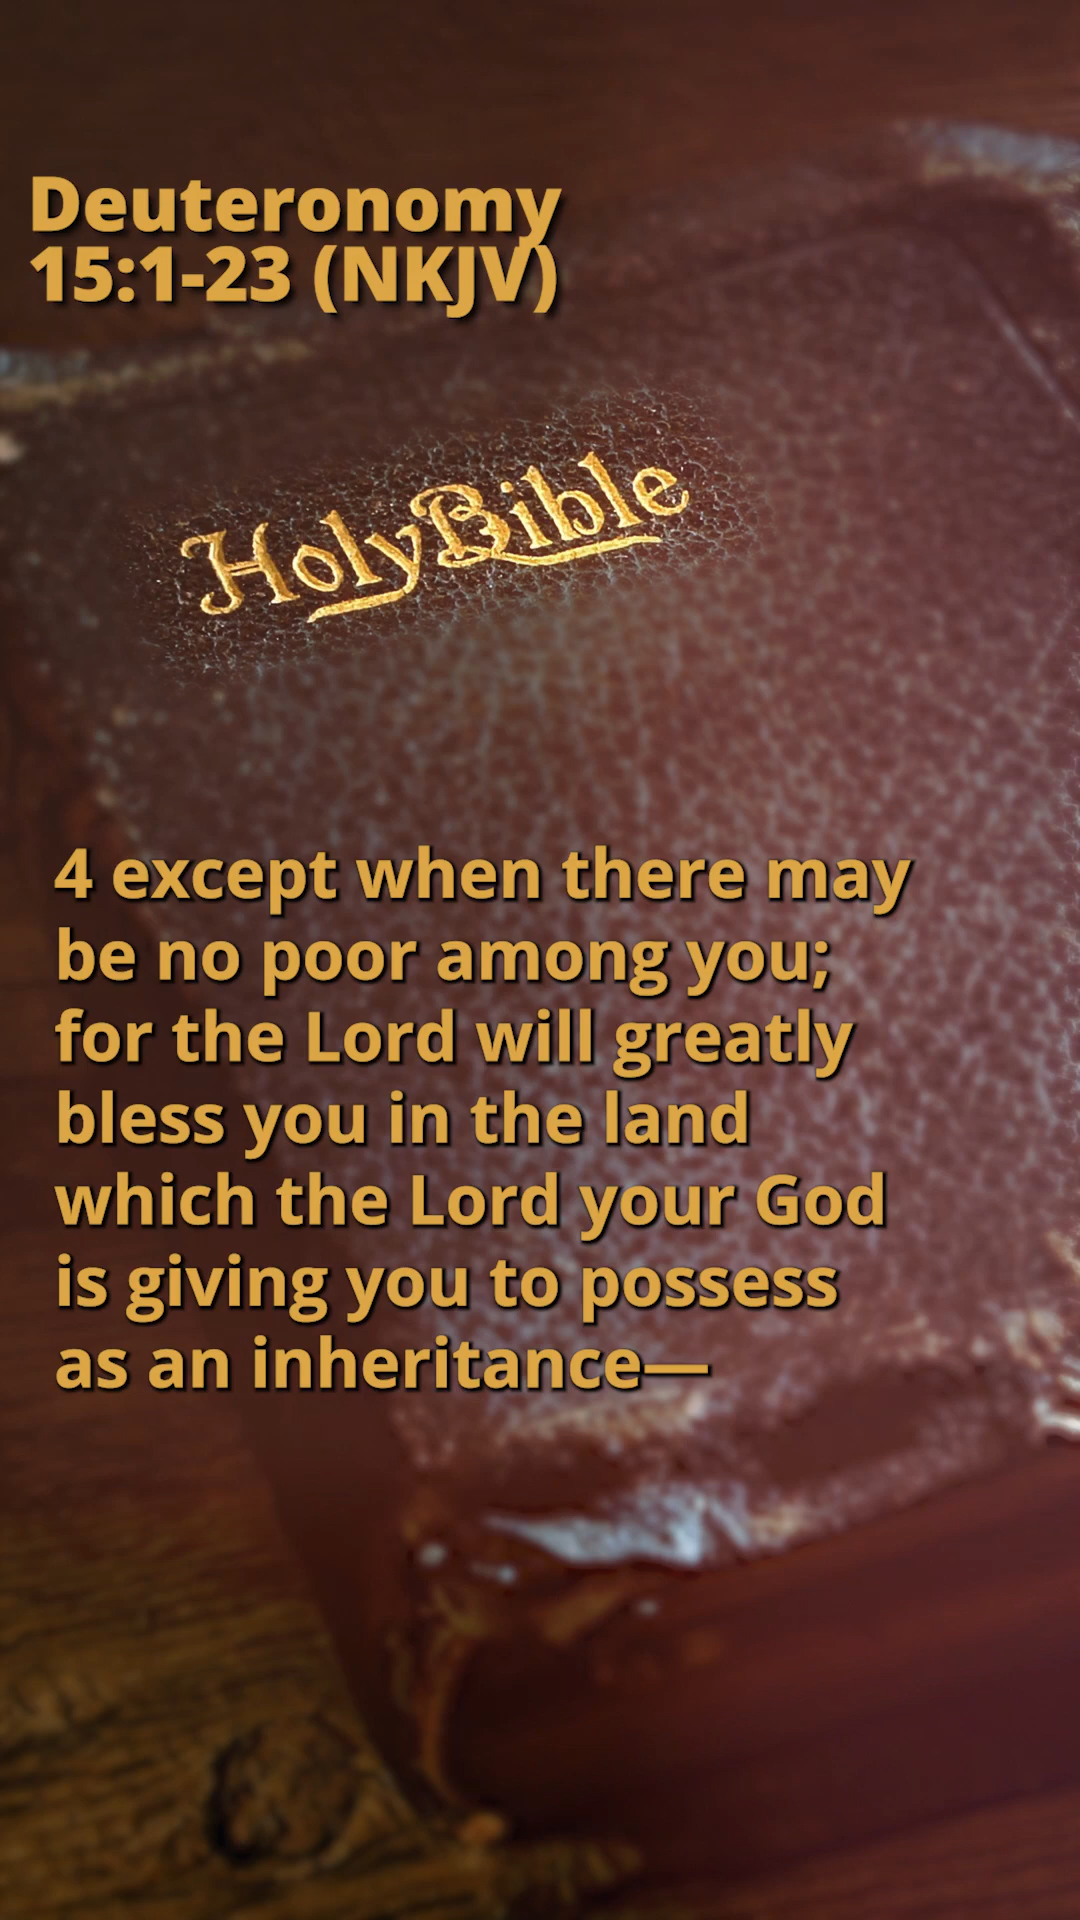 Deuteronomy
15:1-23 (NKJV)
Holy Bible
4 except when there may
be no poor among you;
for the Lord will greatly
bless you in the land
which the Lord your God
is giving you to possess
as an inheritance—